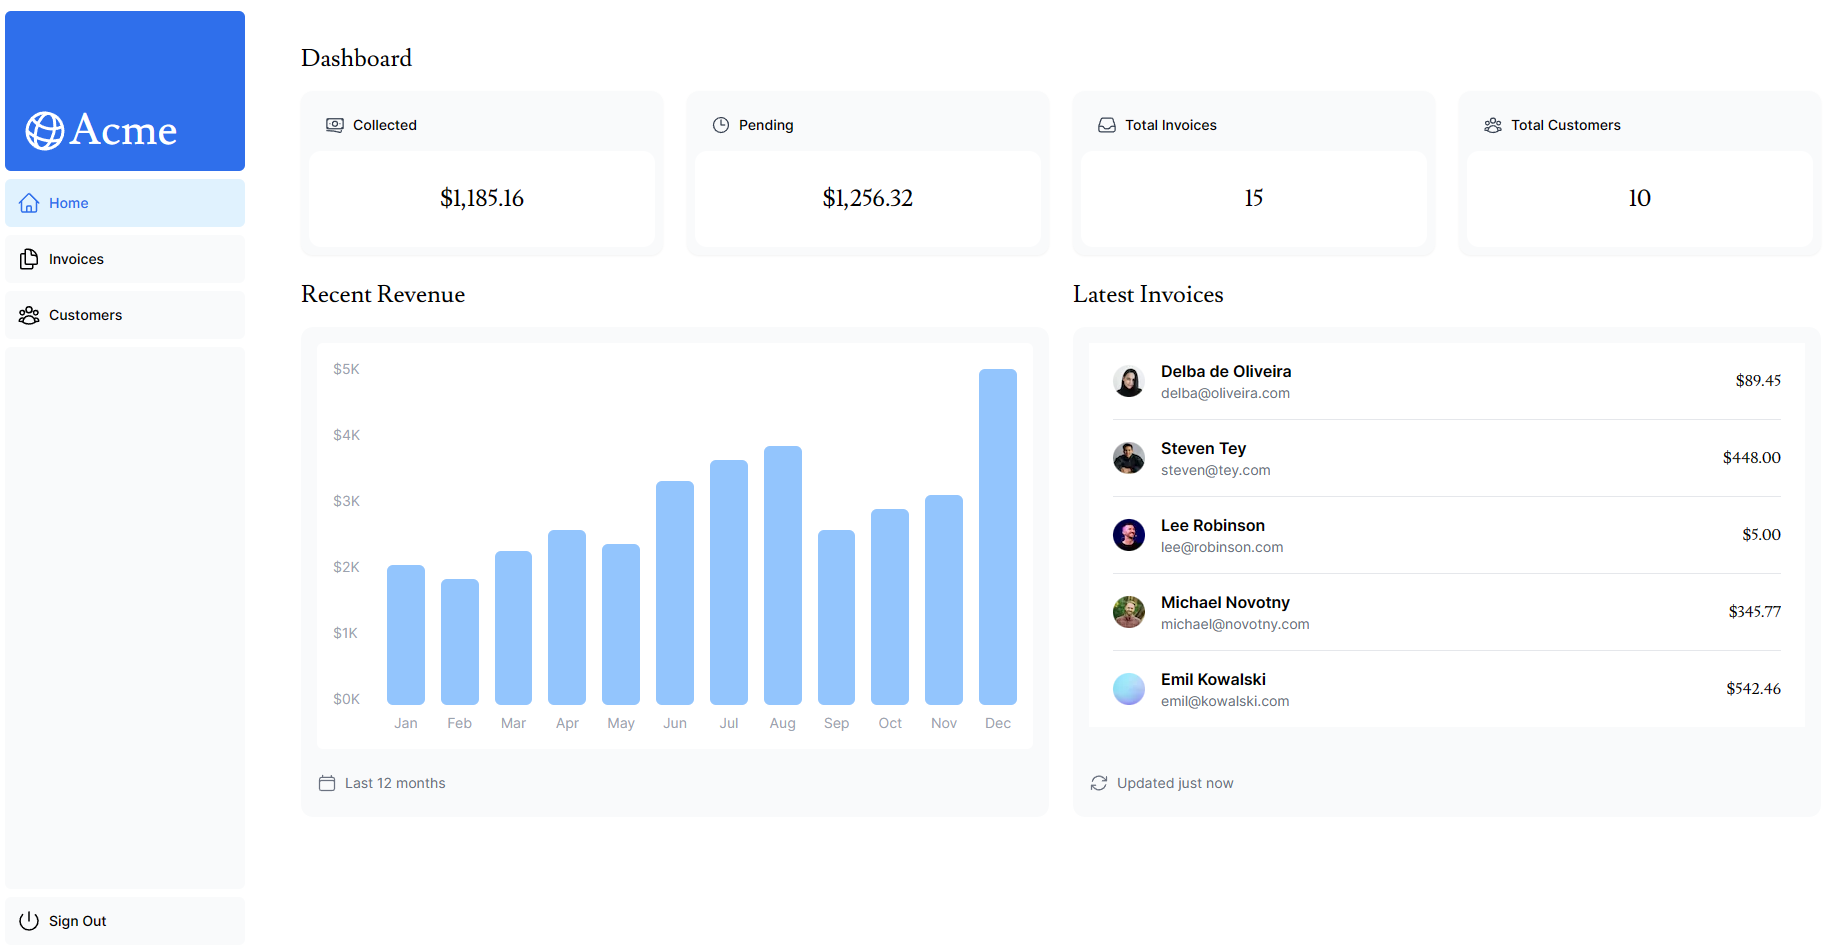 Acme
Home
Invoices
Customers
Sign Out
Dashboard
Collected
$1,185.16
Pending
$1,256.32
Total Invoices
15
Total Customers
10
Recent Revenue
$5K
$4K
$3K
$2K
$1K
$0K
Jan Feb Mar Apr May Jun Jul Aug Sep Oct Nov Dec
Last 12 months
Latest Invoices
Delba de Oliveira
delba@oliveira.com
$89.45
Steven Tey
steven@tey.com
$448.00
Lee Robinson
lee@robinson.com
$5.00
Michael Novotny
michael@novotny.com
$345.77
Emil Kowalski
emil@kowalski.com
$542.46
Updated just now